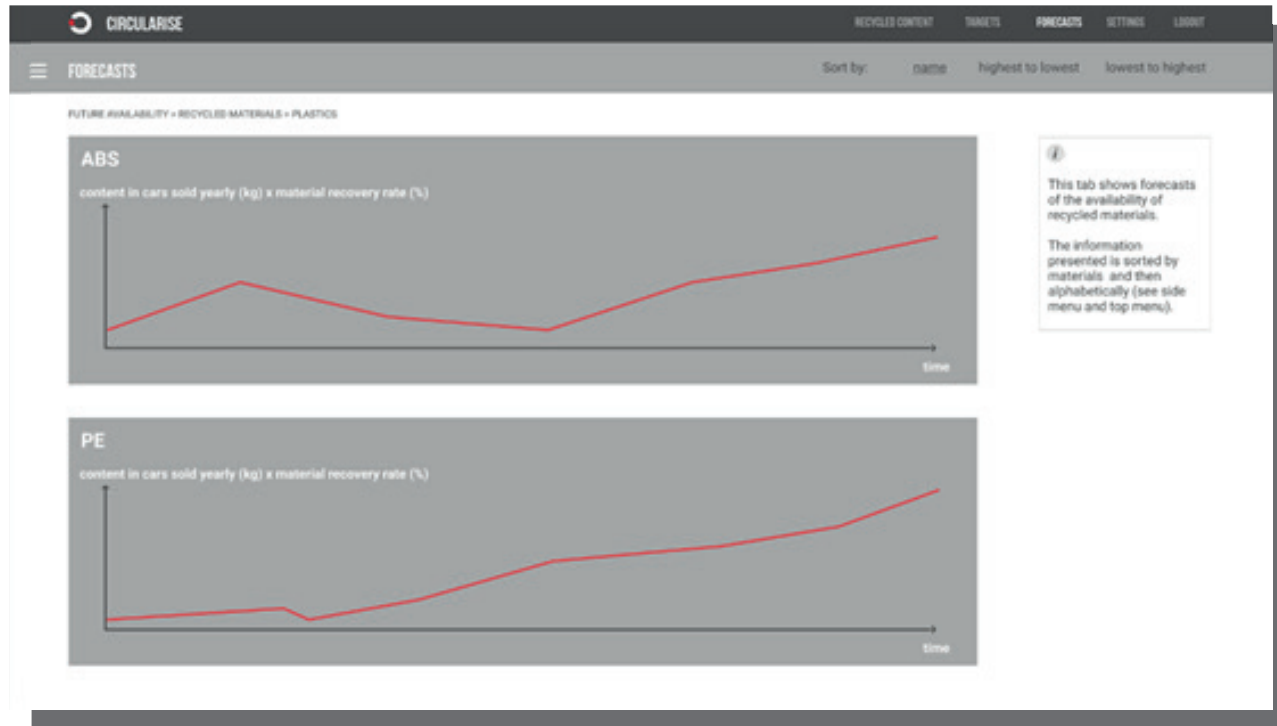 CIRCULARISE
RECYCLED CONTENT TARGETS FORECASTS SETTINGS LOGOUT
FORECASTS
Sort by: name highest to lowest lowest to highest
FUTURE AVAILABILITY > RECYCLED MATERIALS > PLASTICS
ABS
content in cars sold yearly (kg) x material recovery rate (%)
time
i
This tab shows forecasts
of the availability of
recycled materials.
The information
presented is sorted by
materials and then
alphabetically (see side
menu and top menu).
PE
content in cars sold yearly (kg) x material recovery rate (%)
time